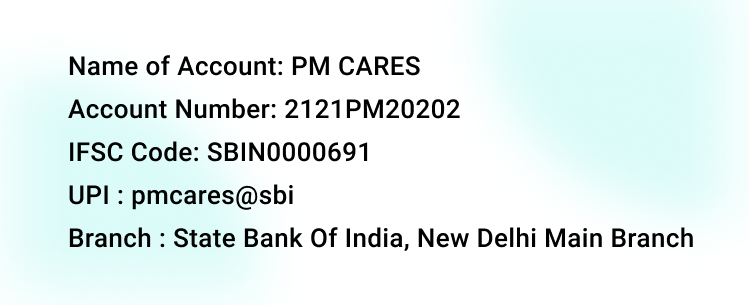 Name of Account: PM CARES
Account Number: 2121PM20202
IFSC Code: SBIN0000691
UPI : pmcares@sbi
Branch : State Bank Of India, New Delhi Main Branch